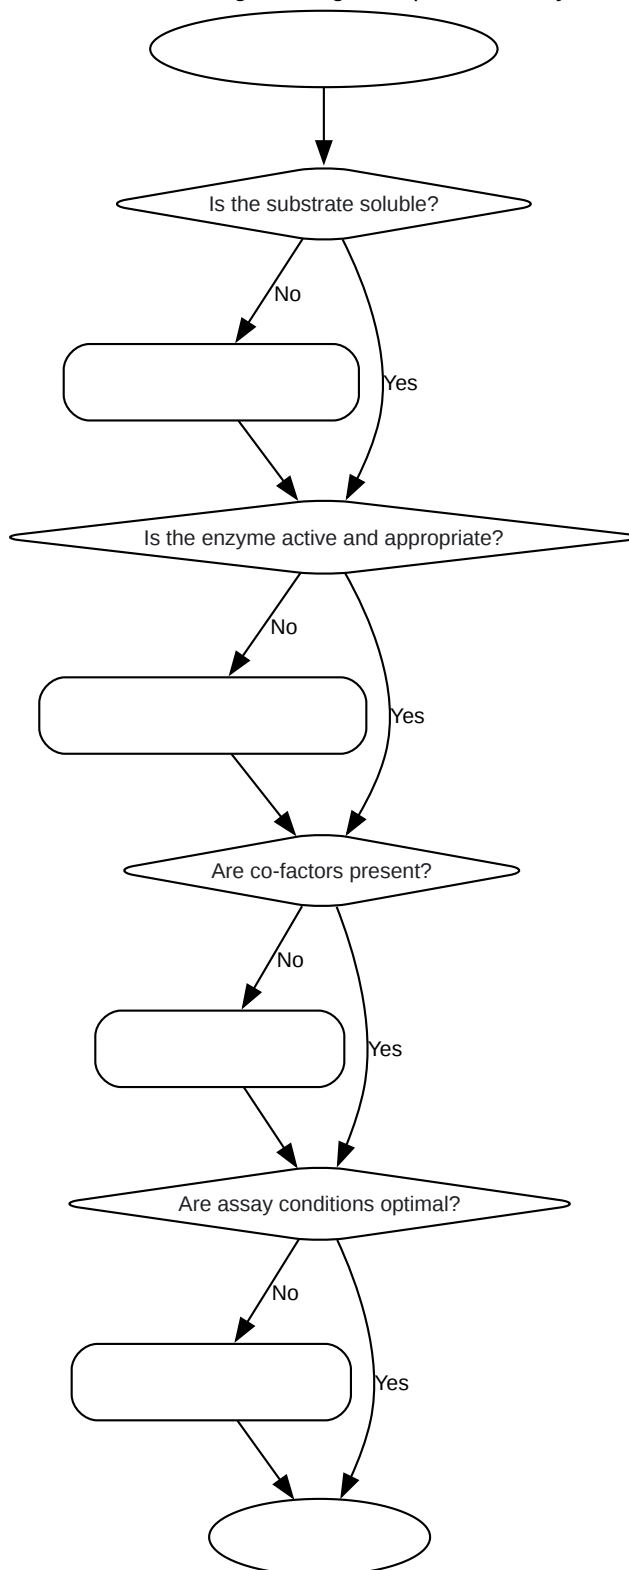 Is the substrate soluble?
No
Yes
Is the enzyme active and appropriate?
No
Yes
Are co-factors present?
No
Yes
Are assay conditions optimal?
No
Yes